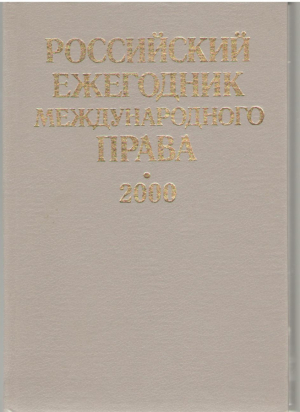 РОССИЙСКИЙ
ЕЖЕГОДНИК
МЕЖДУНАРОДНОГО
ПРАВА
•
2000